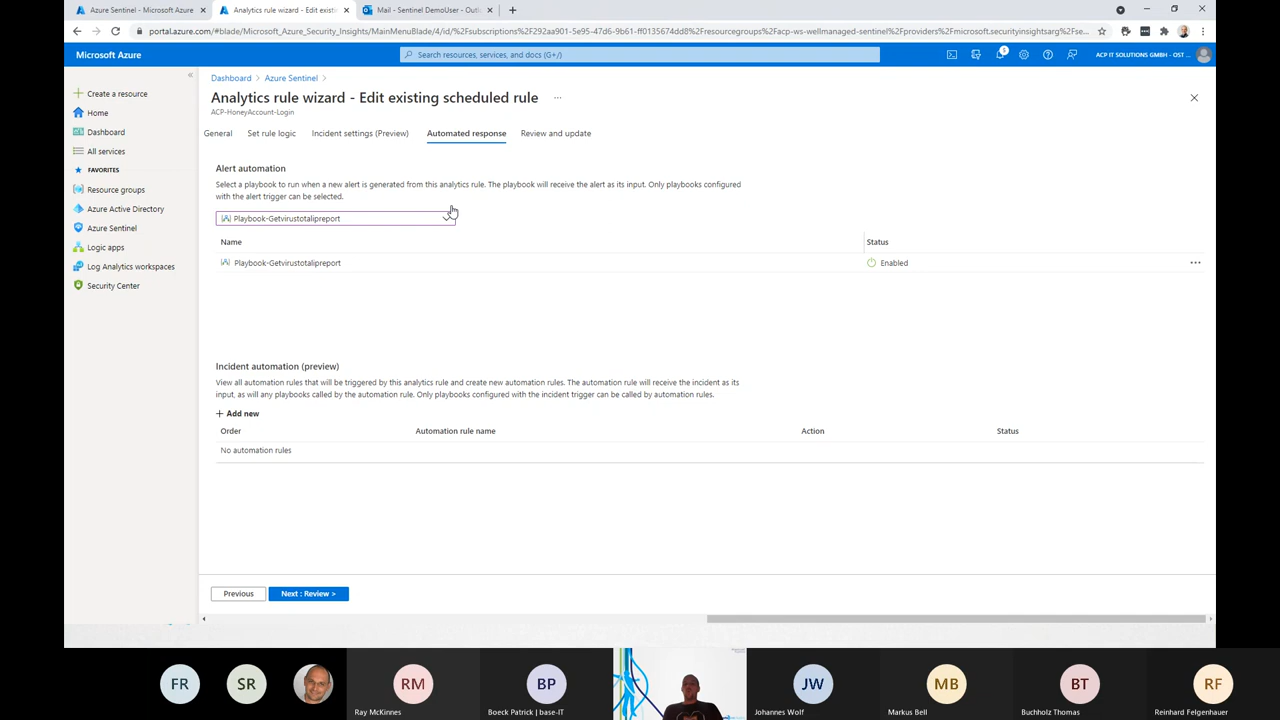 Azure Sentinel - Microsoft Azure
Analytics rule wizard - Edit exist
Mail - Sentinel DemoUser - Outl
portal.azure.com/#blade/Microsoft_Azure_Security_Insights/MainMenuBlade/4/id/%2Fsubscriptions%2F292aa901-5e95-47d6-9b61-ff0135674dd8%2Fresourcegroups%2Facp-ws-wellmanaged-sentinel%2Fproviders%2Fmicrosoft.securityinsightsarg%2Fse...
Microsoft Azure
Search resources, services, and docs (G+/)
1
ACP IT SOLUTIONS GMBH - OST ...
Create a resource
Home
Dashboard
All services
FAVORITES
Resource groups
Azure Active Directory
Azure Sentinel
Logic apps
Log Analytics workspaces
Security Center
Dashboard > Azure Sentinel >
Analytics rule wizard - Edit existing scheduled rule ...
ACP-HoneyAccount-Login
General Set rule logic Incident settings (Preview) Automated response Review and update
Alert automation
Select a playbook to run when a new alert is generated from this analytics rule. The playbook will receive the alert as its input. Only playbooks configured
with the alert trigger can be selected.
Playbook-Getvirustotalipreport
Name Status
Playbook-Getvirustotalipreport Enabled ...
Incident automation (preview)
View all automation rules that will be triggered by this analytics rule and create new automation rules. The automation rule will receive the incident as its
input, as will any playbooks called by the automation rule. Only playbooks configured with the incident trigger can be called by automation rules.
+ Add new
Order Automation rule name Action Status
No automation rules
Previous Next : Review >
FR SR RM BP JW MB BT RF
Ray McKinnes Boeck Patrick | base-IT Johannes Wolf Markus Bell Buchholz Thomas Reinhard Felgenhauer